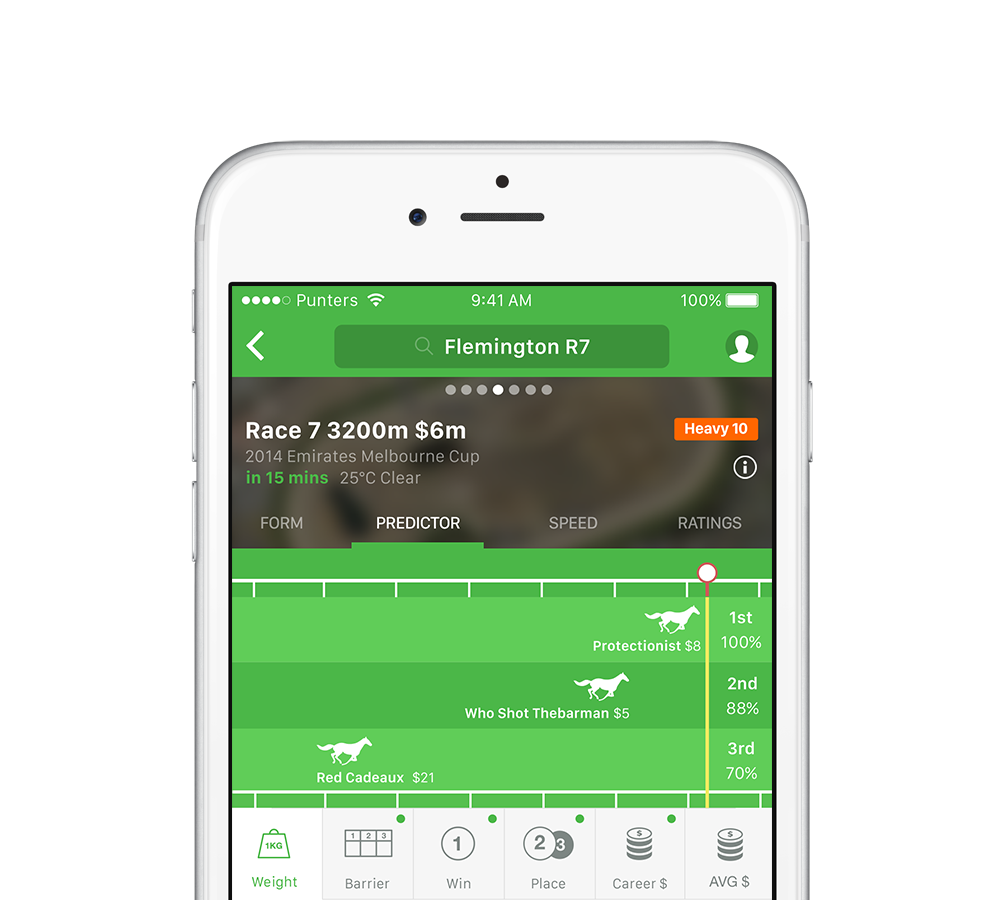 Punters 9:41 AM 100%
Flemington R7
Race 7 3200m $6m Heavy 10
2014 Emirates Melbourne Cup
in 15 mins 25°C Clear
FORM PREDICTOR SPEED RATINGS
1st
Protectionist $8 100%
2nd
Who Shot Thebarman $5 88%
3rd
Red Cadeaux $21 70%
1KG 1 2 3 1 2 3 $ $
Weight Barrier Win Place Career $ AVG $